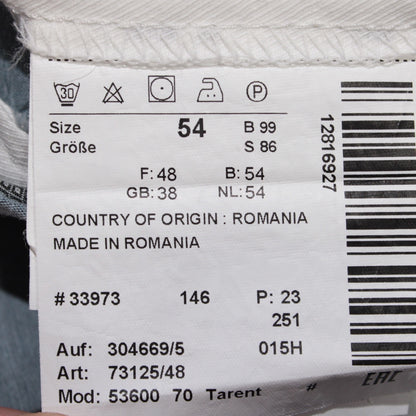 30 P
Size 54 B 99
Größe S 86
F: 48 B: 54
GB: 38 NL: 54
COUNTRY OF ORIGIN : ROMANIA
MADE IN ROMANIA
# 33973 146 P: 23
251
Auf: 304669/5 015H
Art: 73125/48
Mod: 53600 70 Tarent #
12816927
EAC